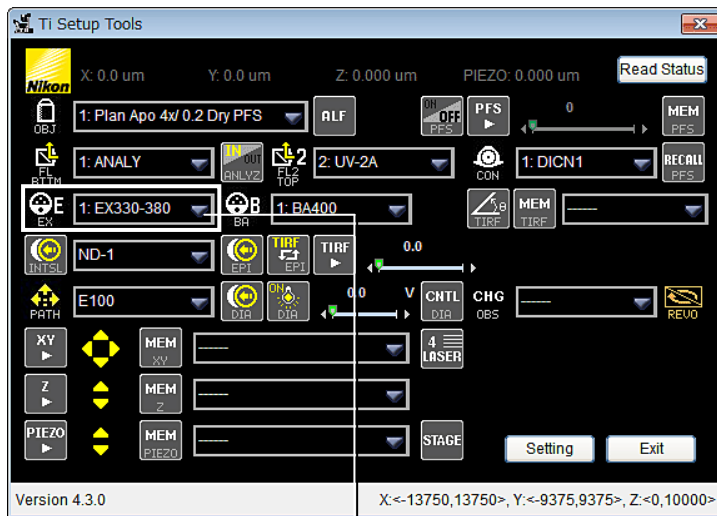 Ti Setup Tools
Nikon X: 0.0 um Y: 0.0 um Z: 0.000 um PIEZO: 0.000 um Read Status
OBJ 1: Plan Apo 4x/ 0.2 Dry PFS ALF ON OFF PFS PFS 0 MEM PFS
FL BTTM 1: ANALY IN OUT ANLYZ 2 FL2 TOP 2: UV-2A CON 1: DICN1 RECALL PFS
E EX 1: EX330-380 B BA 1: BA400 θ TIRF MEM TIRF -----
INTSL ND-1 EPI TIRF EPI TIRF 0.0
PATH E100 DIA ON DIA 0.0 V CNTL DIA CHG OBS ----- REVO
XY MEM XY ----- 4 LASER
Z MEM Z -----
PIEZO MEM PIEZO ----- STAGE Setting Exit
Version 4.3.0 X:<-13750,13750>, Y:<-9375,9375>, Z:<0,10000>